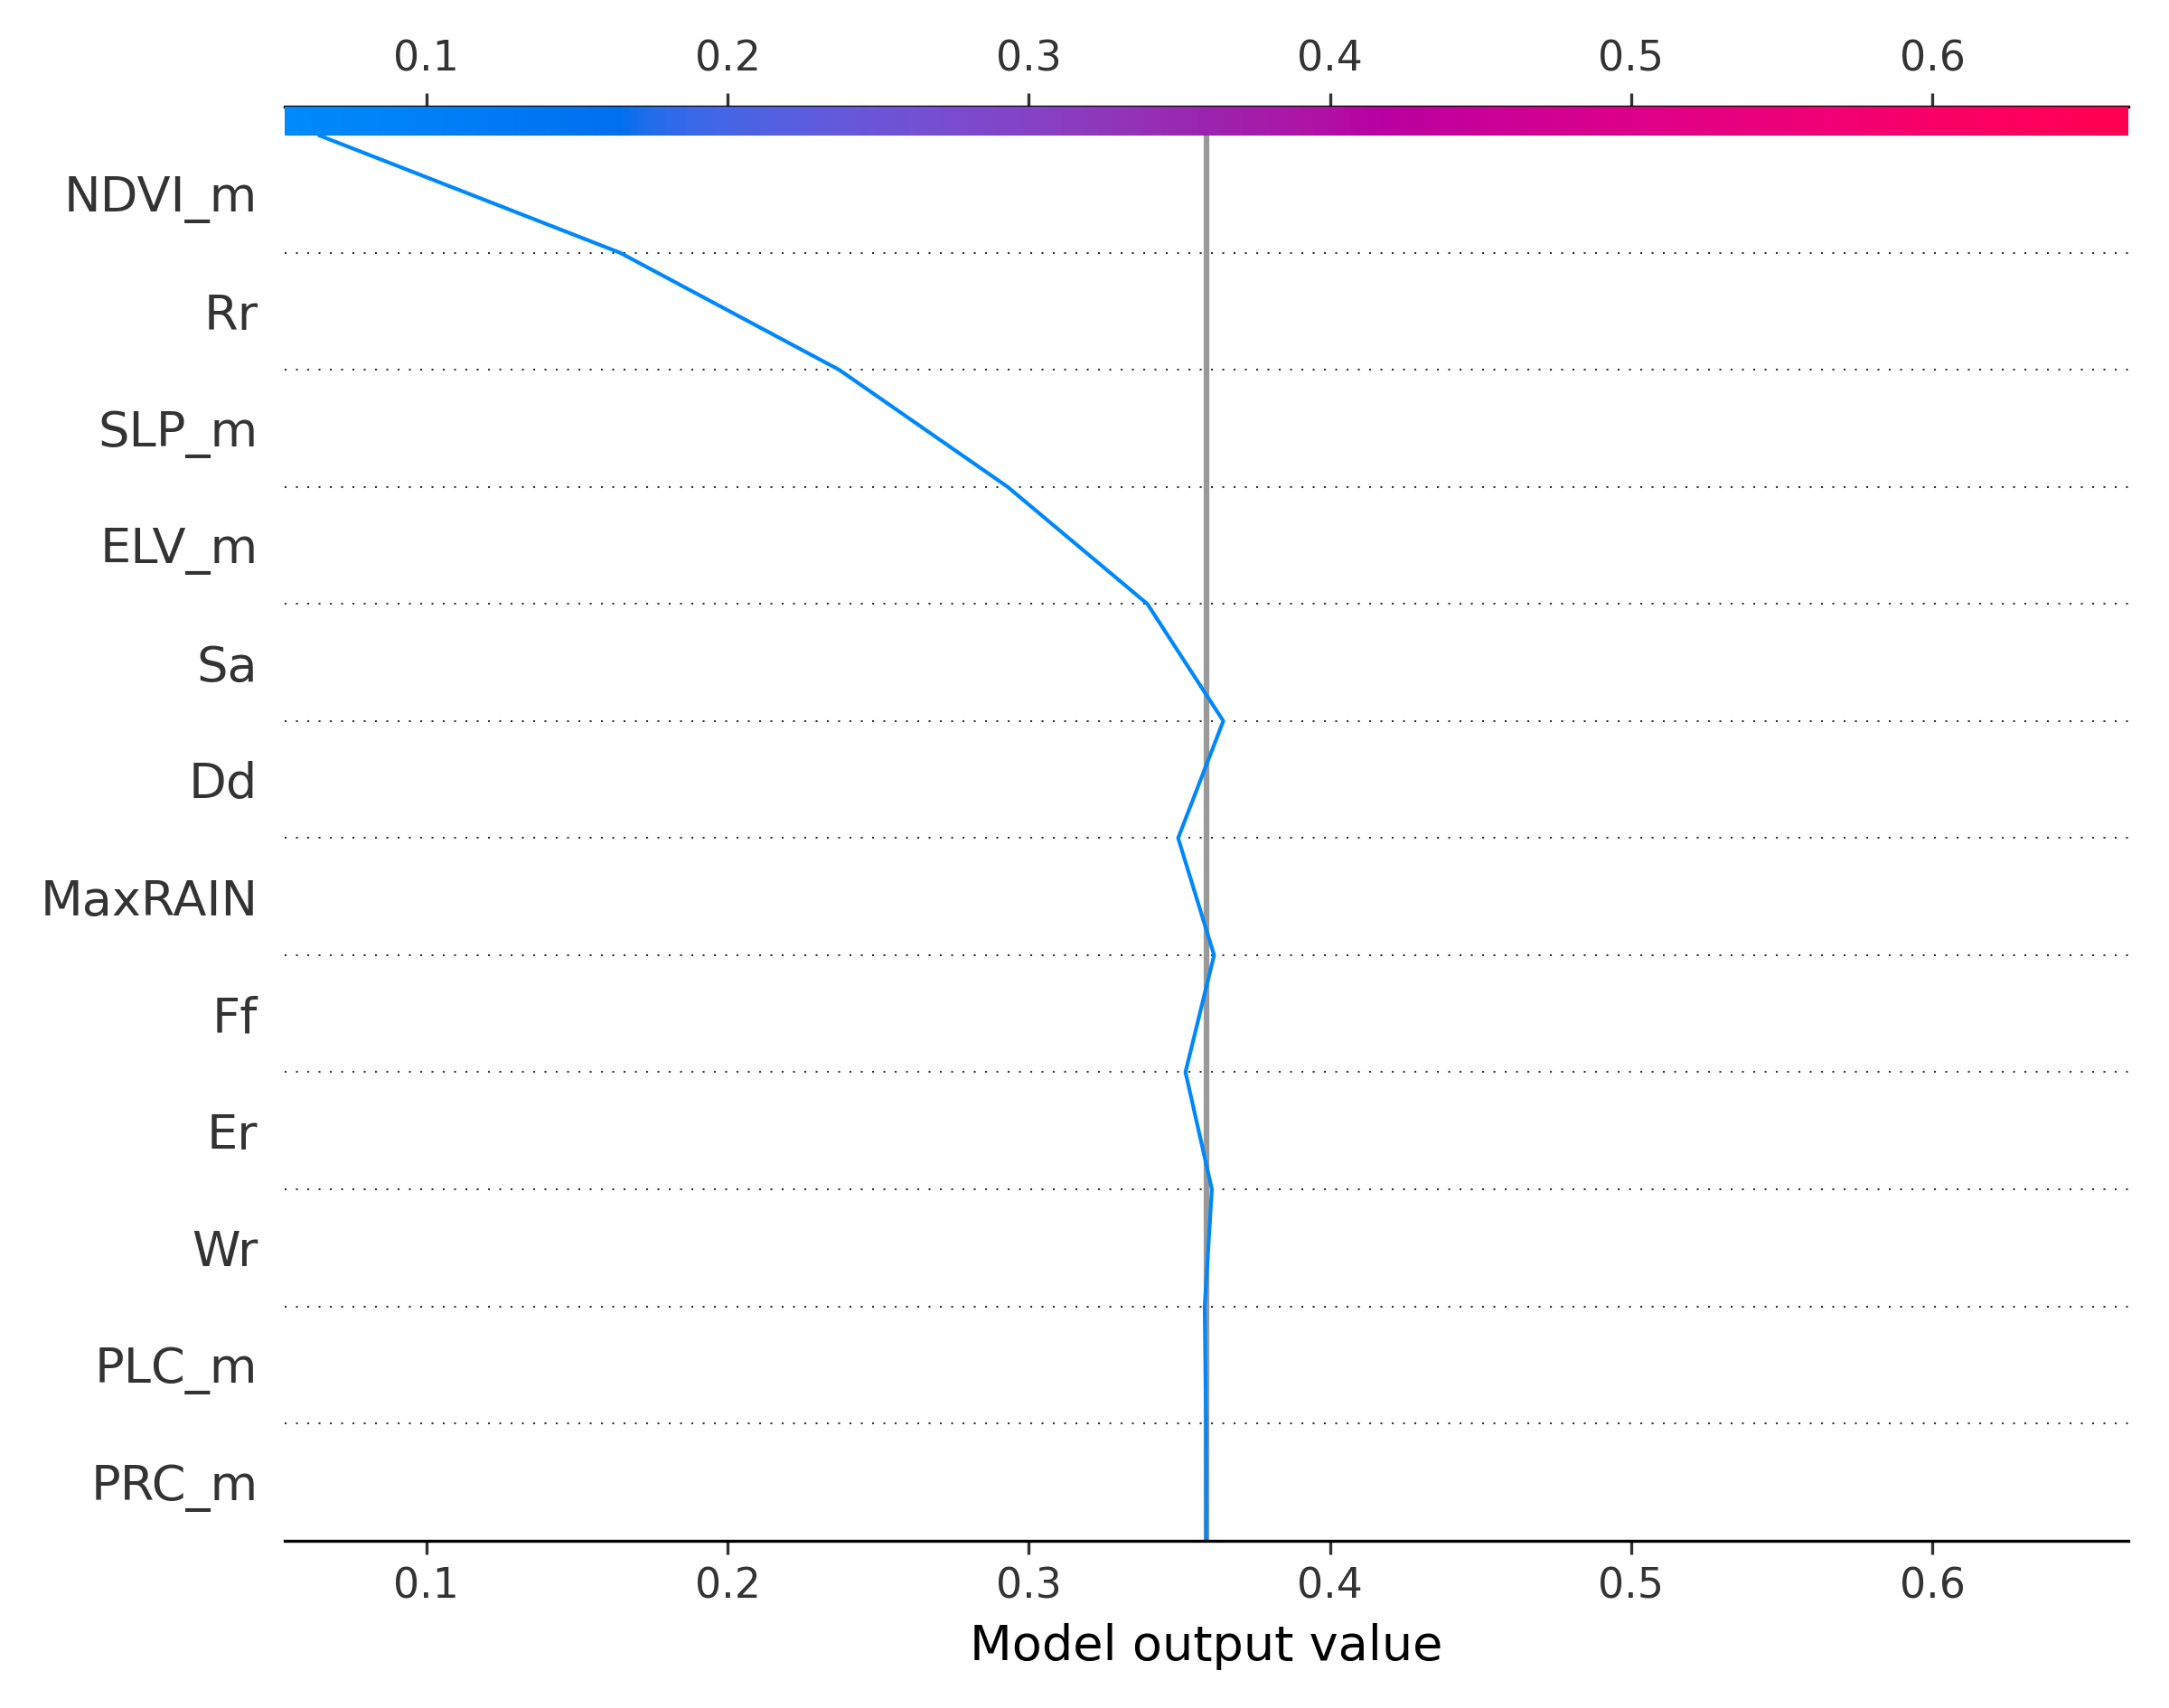 0.1 0.2 0.3 0.4 0.5 0.6
NDVI_m
Rr
SLP_m
ELV_m
Sa
Dd
MaxRAIN
Ff
Er
Wr
PLC_m
PRC_m
0.1 0.2 0.3 0.4 0.5 0.6
Model output value